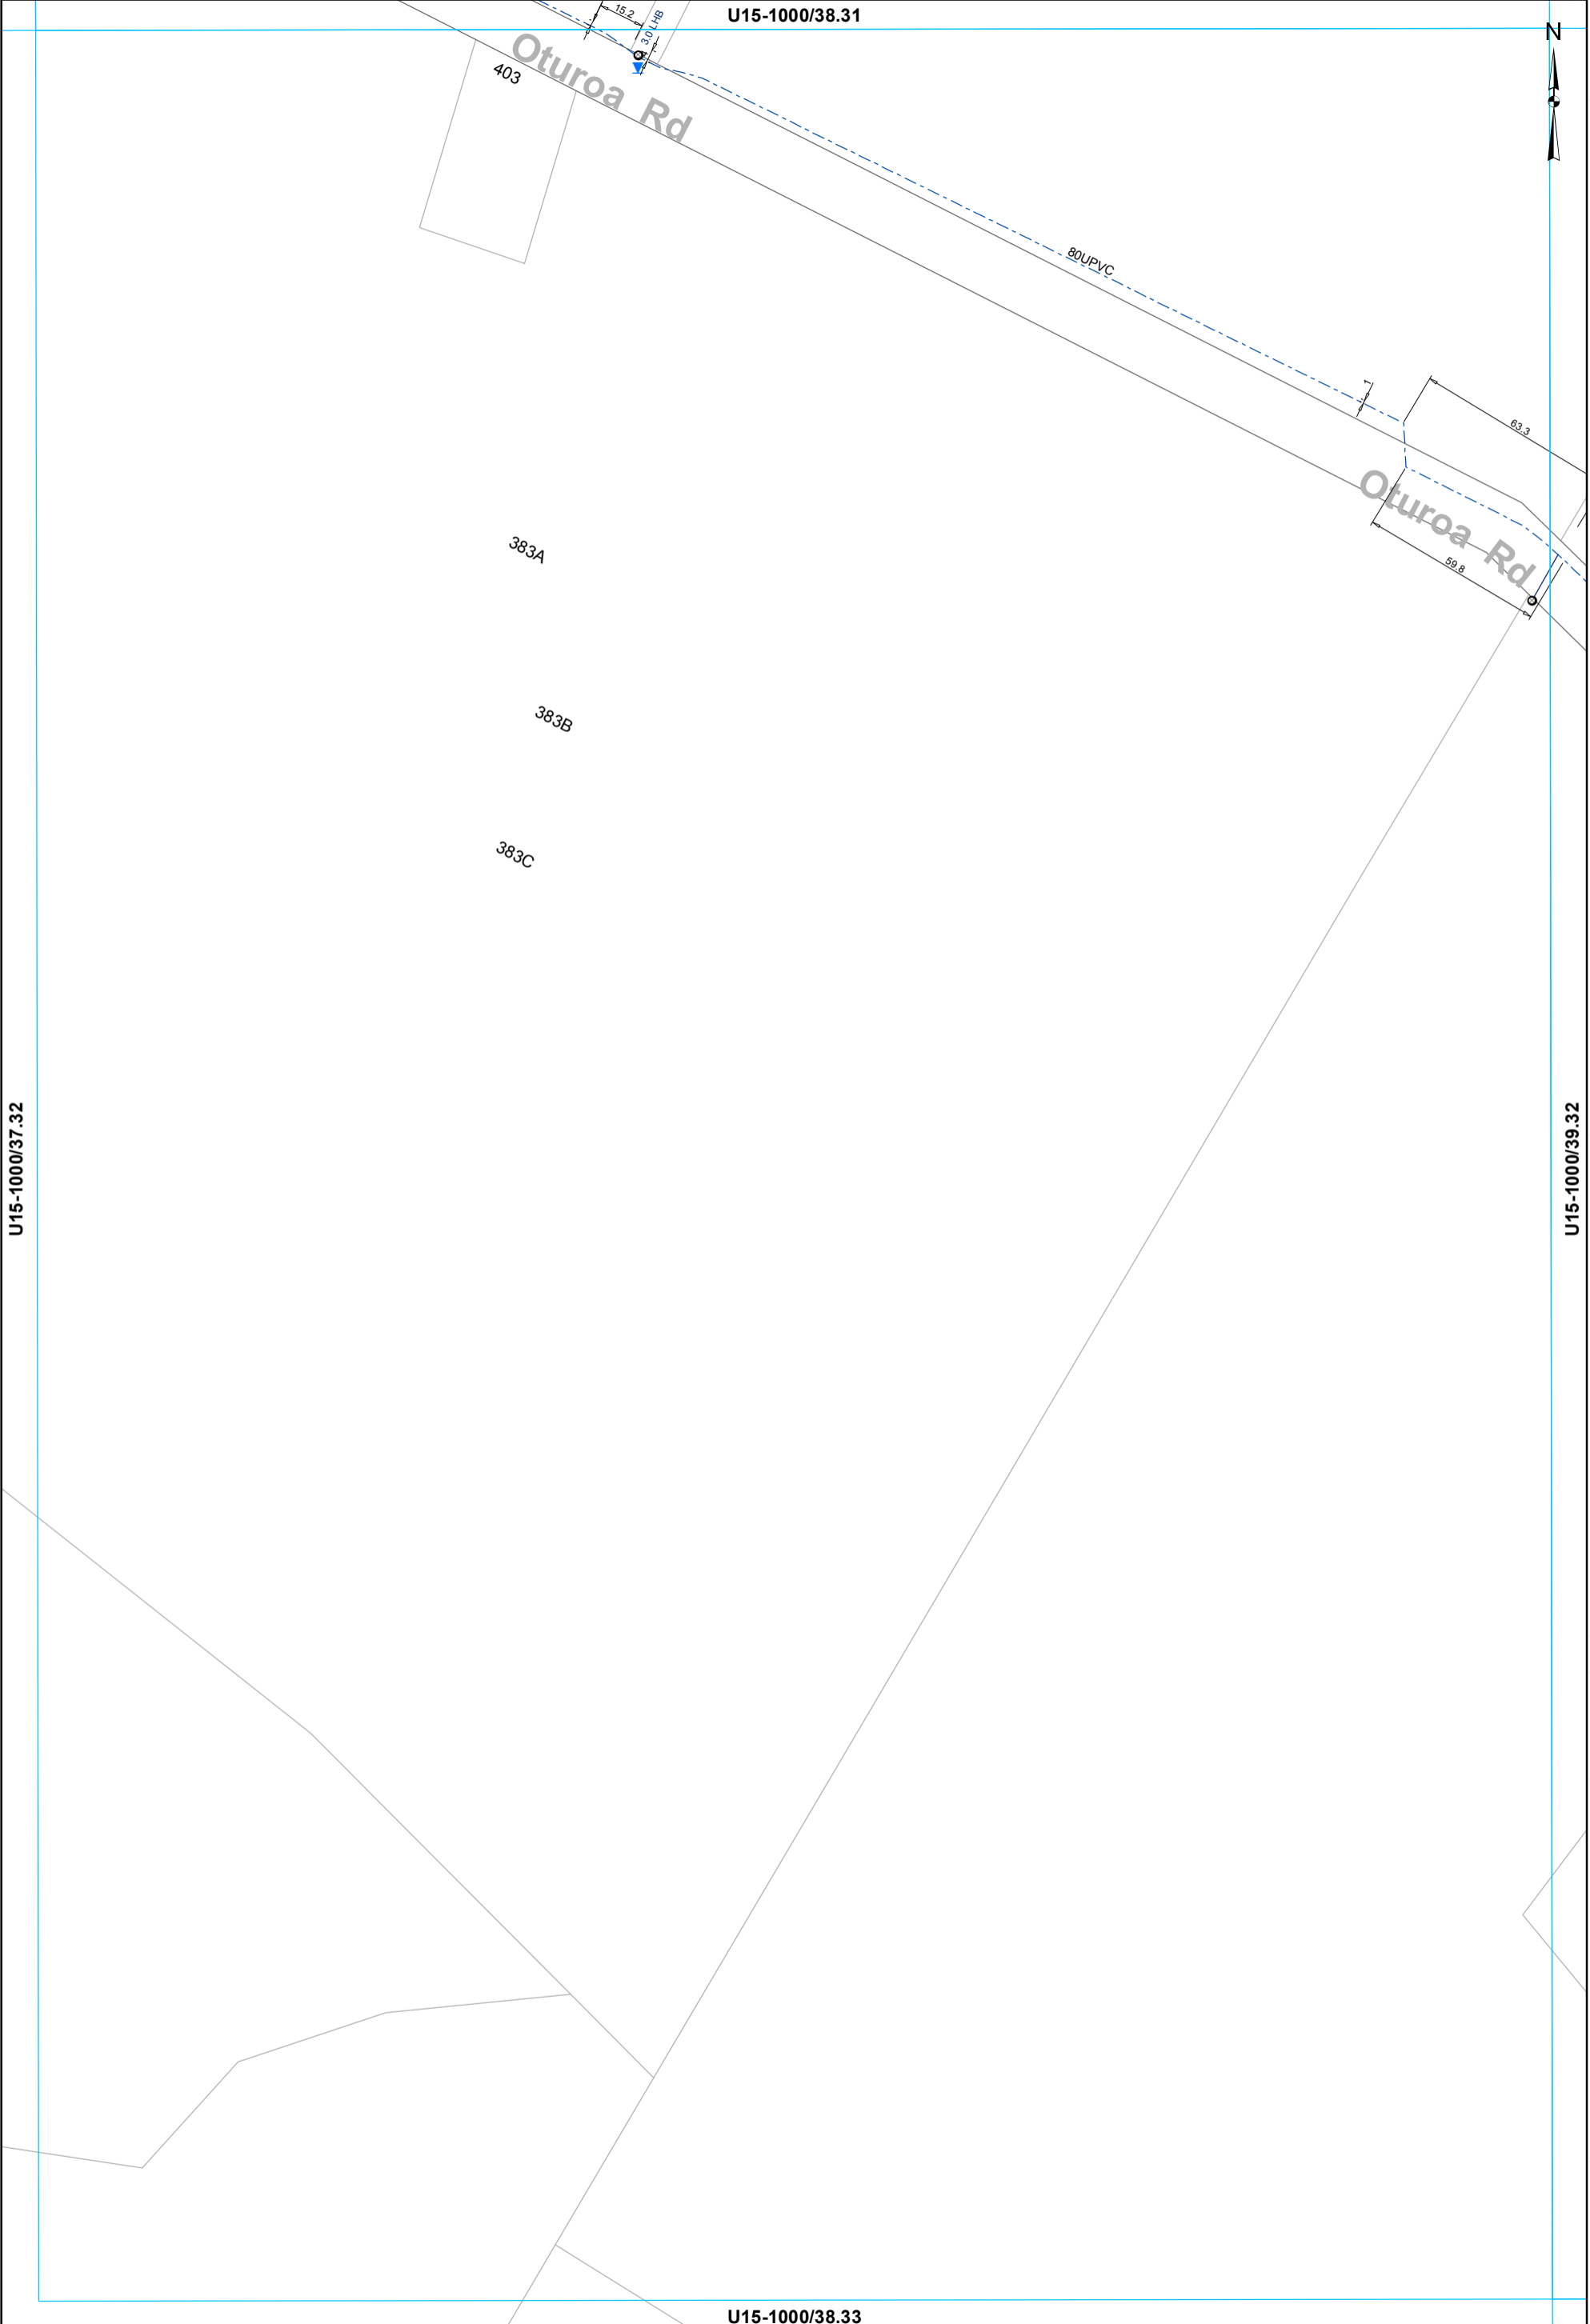 U15-1000/38.31
15.2
3.0 LHB
N
Oturoa Rd
403
80UPVC
1
63.3
Oturoa Rd
59.8
383A
383B
383C
U15-1000/37.32
U15-1000/39.32
U15-1000/38.33